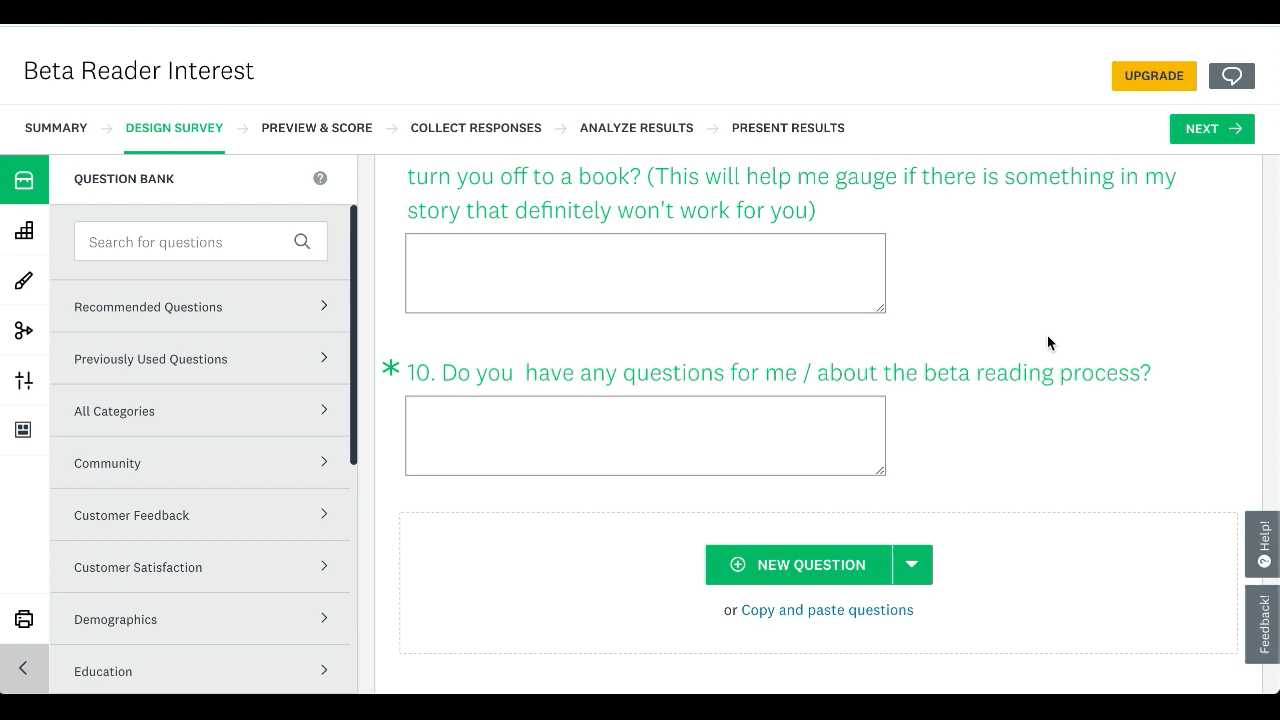 Beta Reader Interest
UPGRADE
SUMMARY
DESIGN SURVEY
PREVIEW & SCORE
COLLECT RESPONSES
ANALYZE RESULTS
PRESENT RESULTS
NEXT
QUESTION BANK
?
Search for questions
Recommended Questions
Previously Used Questions
All Categories
Community
Customer Feedback
Customer Satisfaction
Demographics
Education
turn you off to a book? (This will help me gauge if there is something in my
story that definitely won't work for you)
* 10. Do you  have any questions for me / about the beta reading process?
NEW QUESTION
or Copy and paste questions
? Help!
Feedback!